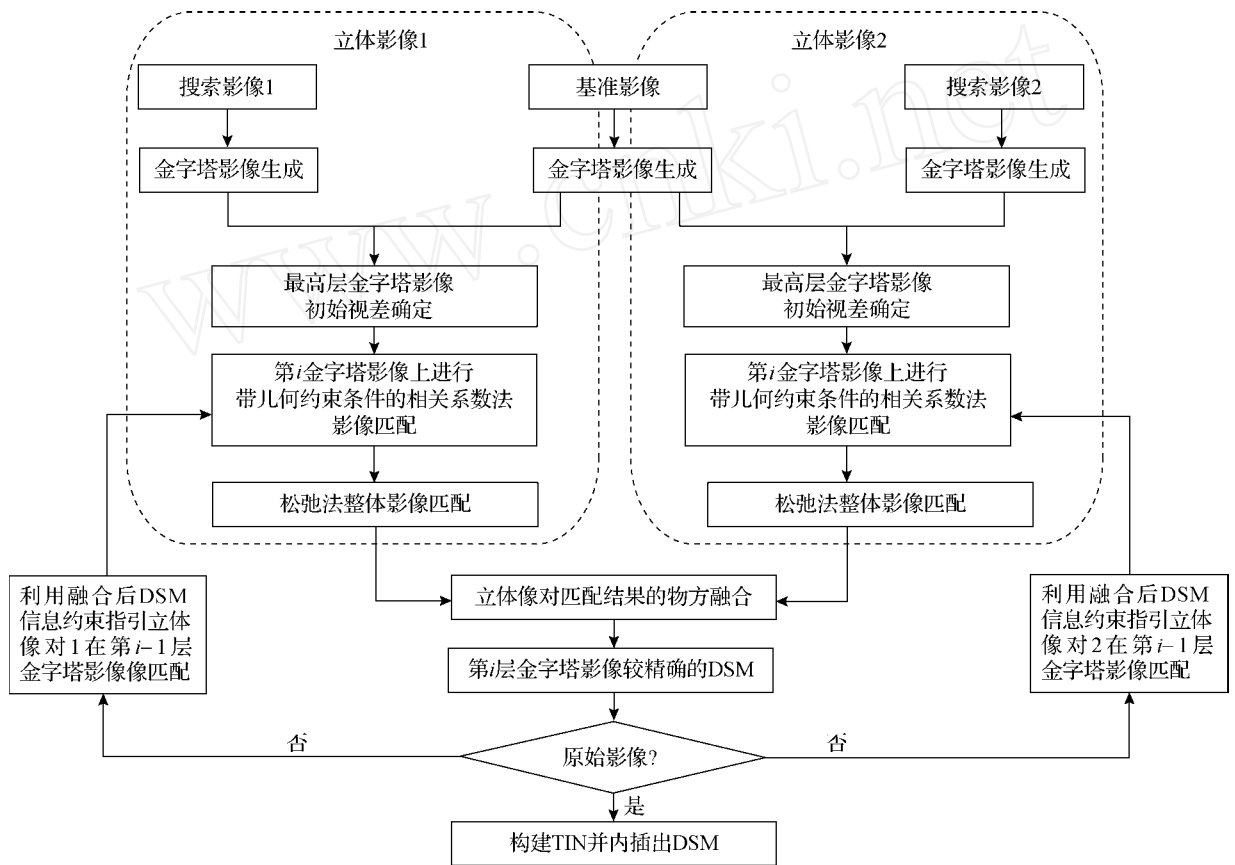 立体影像1
立体影像2
搜索影像1
基准影像
搜索影像2
金字塔影像生成
金字塔影像生成
金字塔影像生成
最高层金字塔影像
初始视差确定
最高层金字塔影像
初始视差确定
第i金字塔影像上进行
带几何约束条件的相关系数法
影像匹配
第i金字塔影像上进行
带几何约束条件的相关系数法
影像匹配
松弛法整体影像匹配
松弛法整体影像匹配
利用融合后DSM
信息约束指引立体
像对1在第i-1层
金字塔影像像匹配
立体像对匹配结果的物方融合
利用融合后DSM
信息约束指引立体
像对2在第i-1层
金字塔影像匹配
第i层金字塔影像较精确的DSM
否
原始影像?
否
是
构建TIN并内插出DSM
www.cnki.net